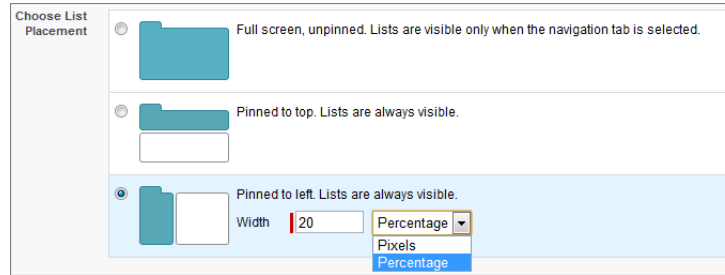 Choose List
Placement
Full screen, unpinned. Lists are visible only when the navigation tab is selected.
Pinned to top. Lists are always visible.
Pinned to left. Lists are always visible.
Width 20 Percentage
Pixels
Percentage